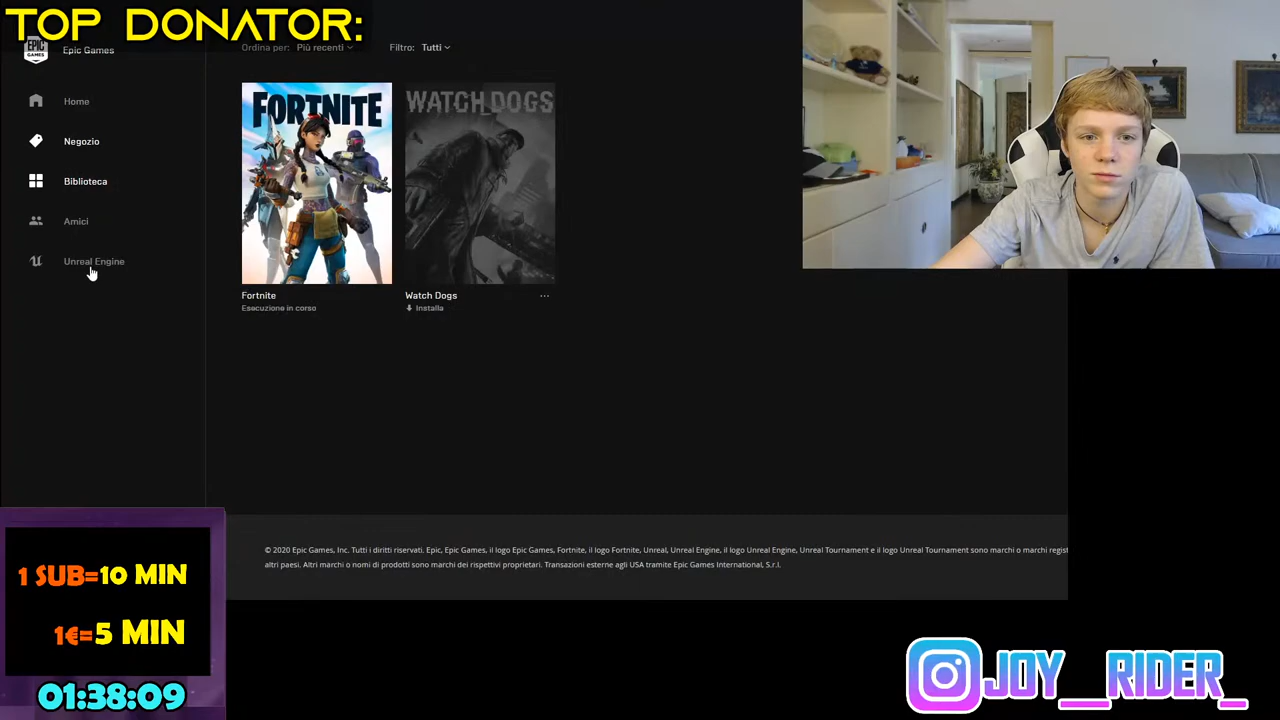 TOP DONATOR:
EPIC GAMES
Epic Games
Ordina per: Più recenti
Filtro: Tutti
Home
Negozio
Biblioteca
Amici
Unreal Engine
FORTNITE
WATCH_DOGS
Fortnite
Esecuzione in corso
Watch Dogs
...
Installa
© 2020 Epic Games, Inc. Tutti i diritti riservati. Epic, Epic Games, il logo Epic Games, Fortnite, il logo Fortnite, Unreal, Unreal Engine, il logo Unreal Engine, Unreal Tournament e il logo Unreal Tournament sono marchi o marchi regist
altri paesi. Altri marchi o nomi di prodotti sono marchi dei rispettivi proprietari. Transazioni esterne agli USA tramite Epic Games International, S.r.l.
1 SUB=10 MIN
1€=5 MIN
01:38:09
JOY__RIDER_